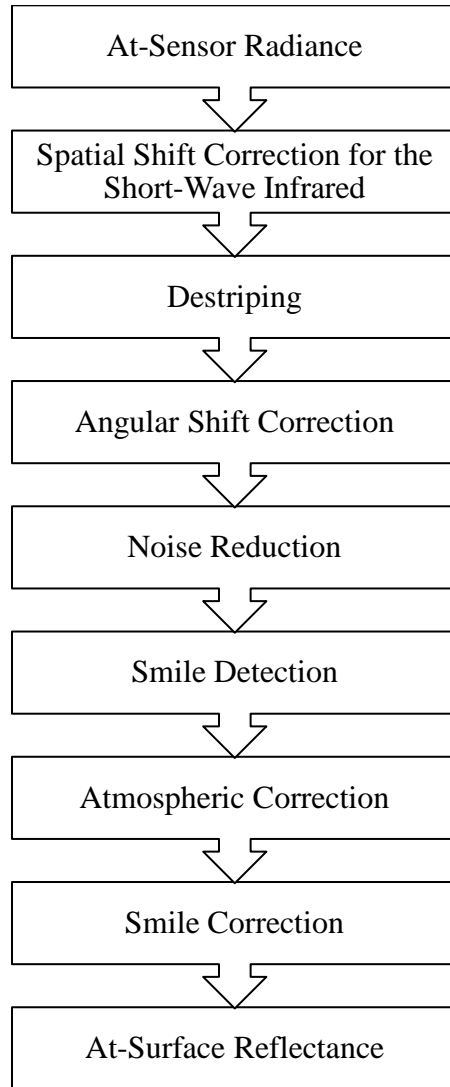 At-Sensor Radiance
Spatial Shift Correction for the
Short-Wave Infrared
Destriping
Angular Shift Correction
Noise Reduction
Smile Detection
Atmospheric Correction
Smile Correction
At-Surface Reflectance